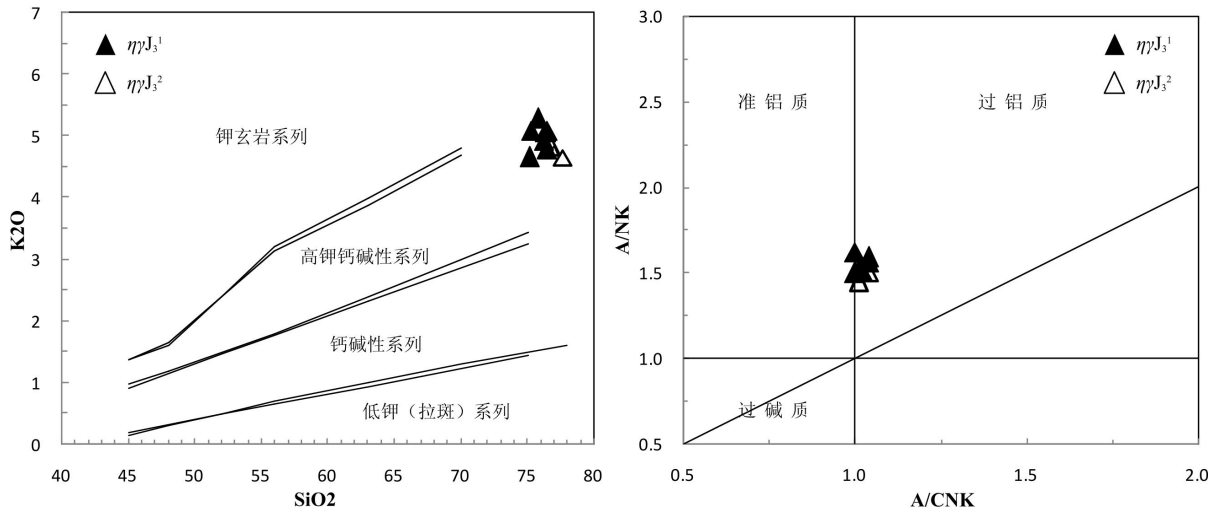 7
6
5
4
3
2
1
0
K2O
ηγJ₃¹
ηγJ₃²
钾玄岩系列
高钾钙碱性系列
钙碱性系列
低钾（拉斑）系列
40 45 50 55 60 65 70 75 80
SiO2
3.0
2.5
2.0
1.5
1.0
0.5
A/NK
ηγJ₃¹
ηγJ₃²
准铝质
过铝质
过碱质
0.5 1.0 1.5 2.0
A/CNK